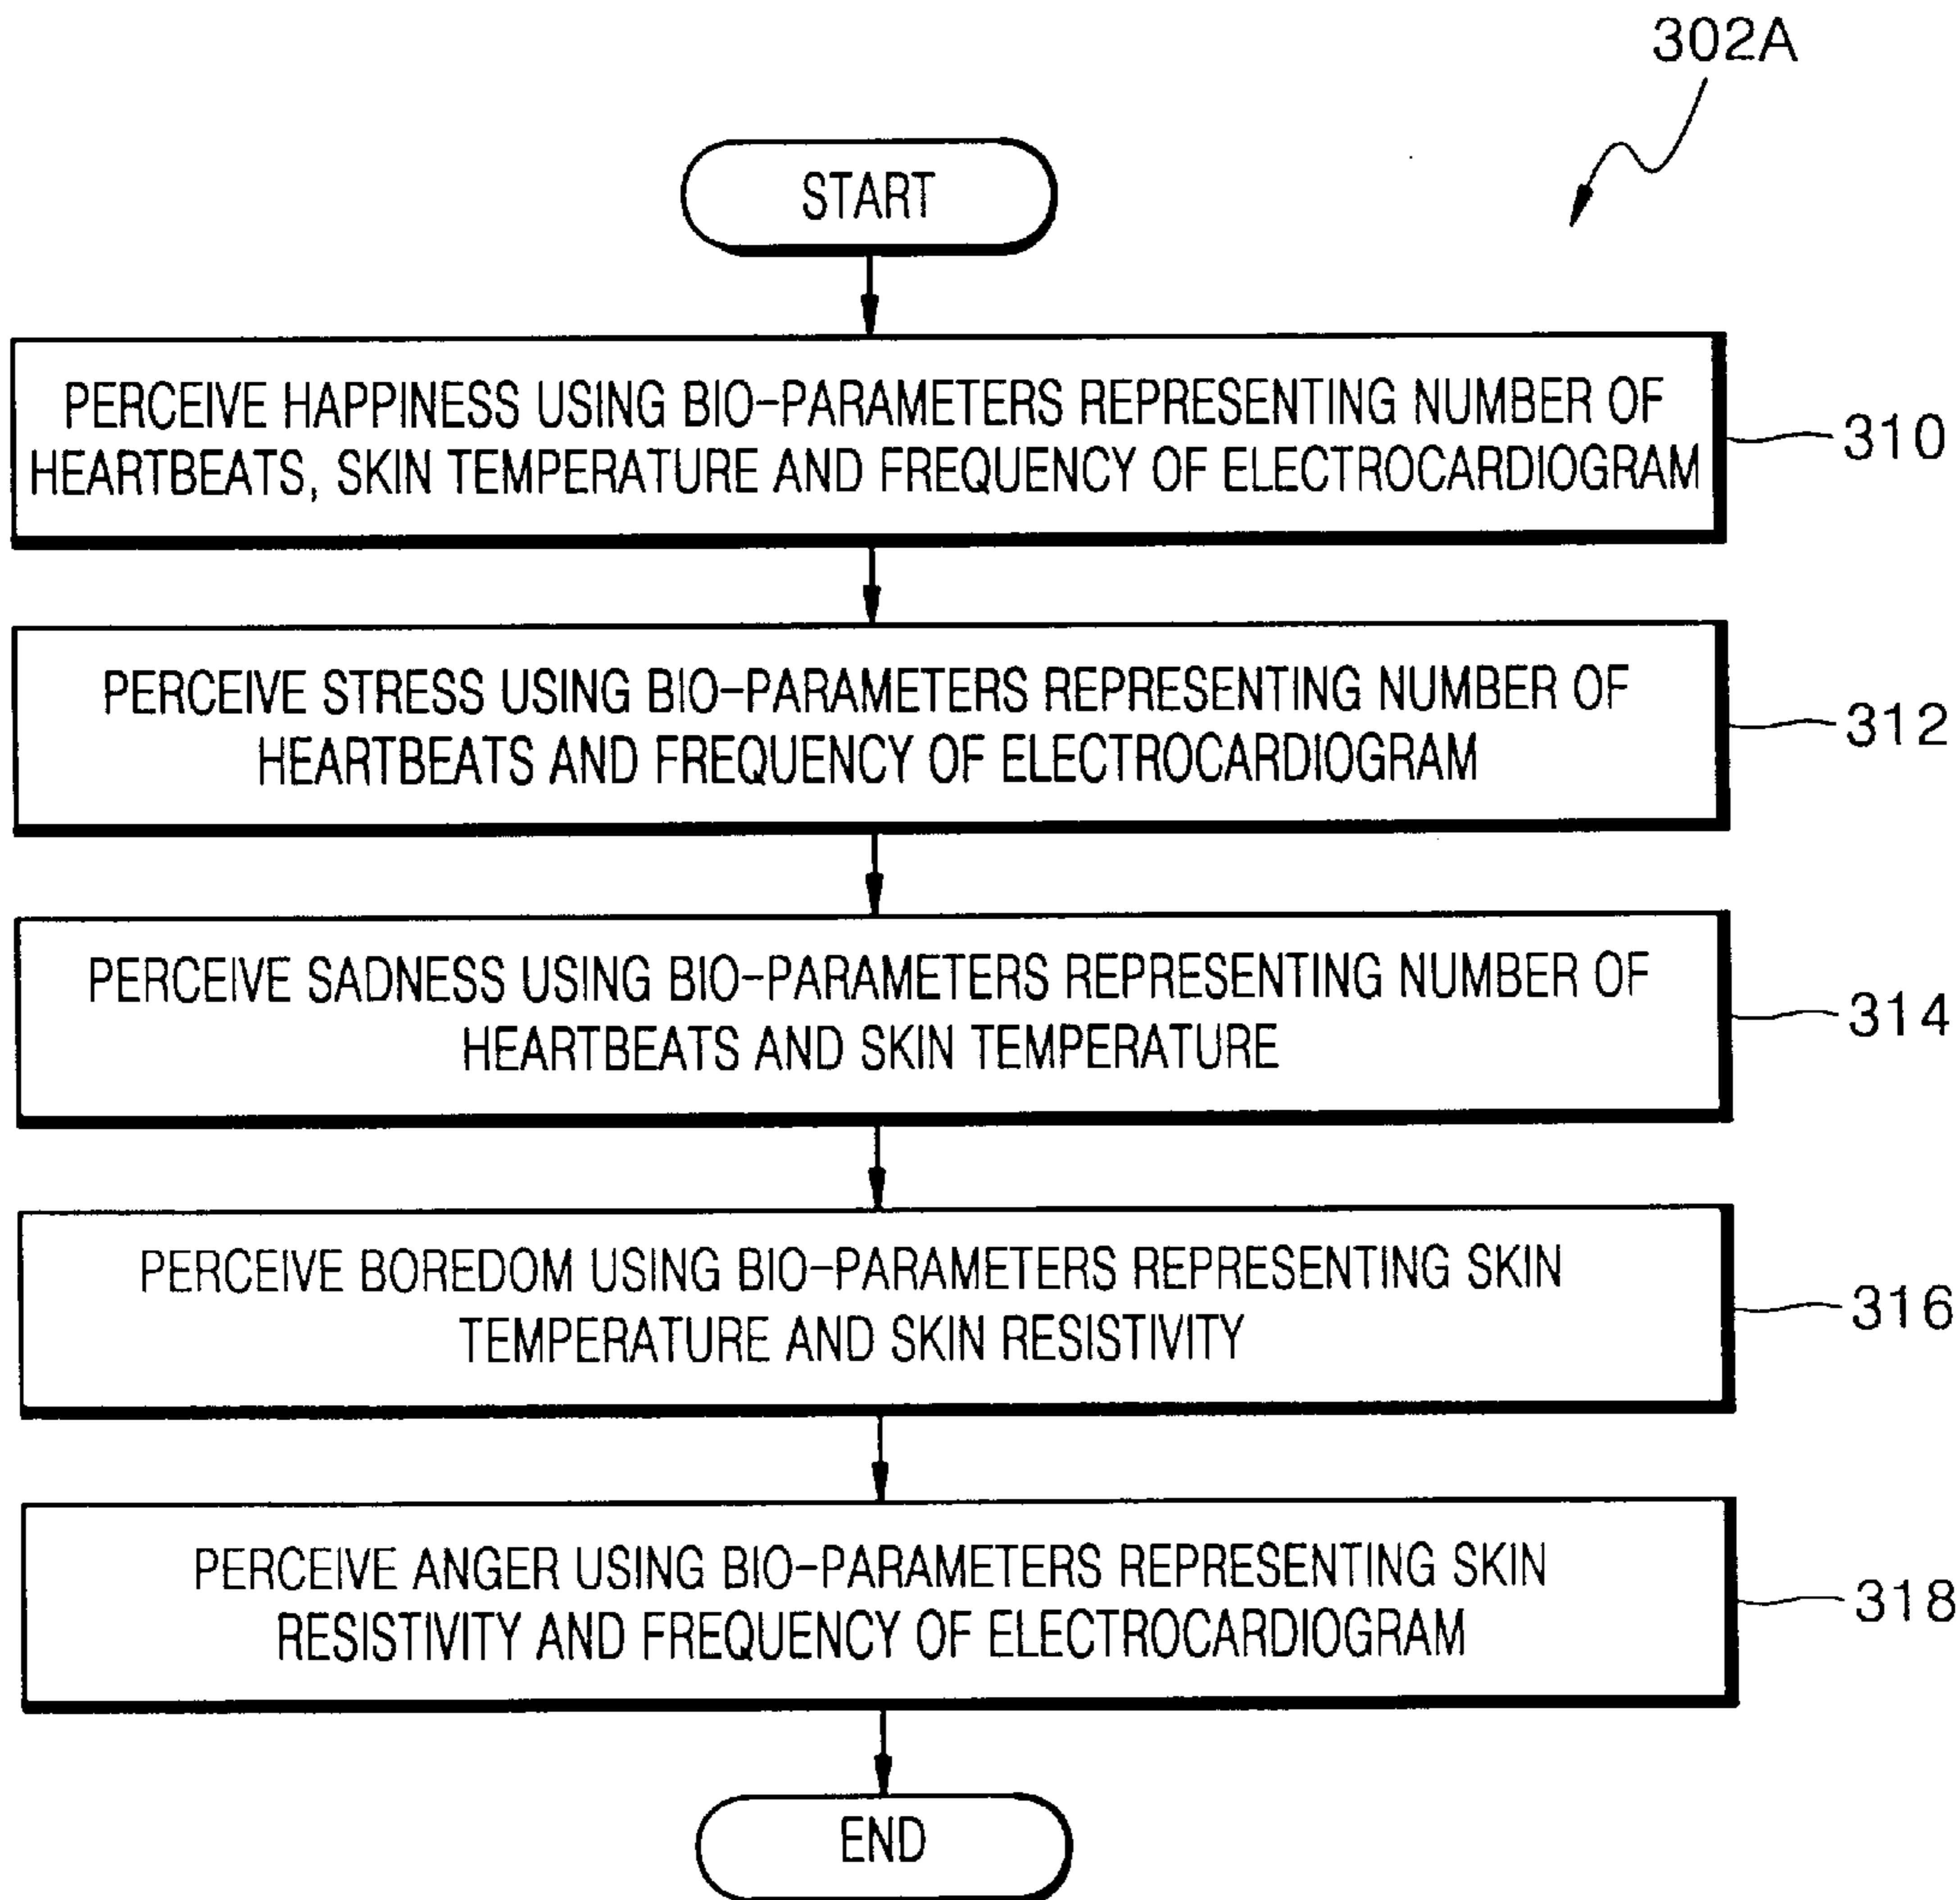 302A
START
PERCEIVE HAPPINESS USING BIO-PARAMETERS REPRESENTING NUMBER OF
HEARTBEATS, SKIN TEMPERATURE AND FREQUENCY OF ELECTROCARDIOGRAM
310
PERCEIVE STRESS USING BIO-PARAMETERS REPRESENTING NUMBER OF
HEARTBEATS AND FREQUENCY OF ELECTROCARDIOGRAM
312
PERCEIVE SADNESS USING BIO-PARAMETERS REPRESENTING NUMBER OF
HEARTBEATS AND SKIN TEMPERATURE
314
PERCEIVE BOREDOM USING BIO-PARAMETERS REPRESENTING SKIN
TEMPERATURE AND SKIN RESISTIVITY
316
PERCEIVE ANGER USING BIO-PARAMETERS REPRESENTING SKIN
RESISTIVITY AND FREQUENCY OF ELECTROCARDIOGRAM
318
END